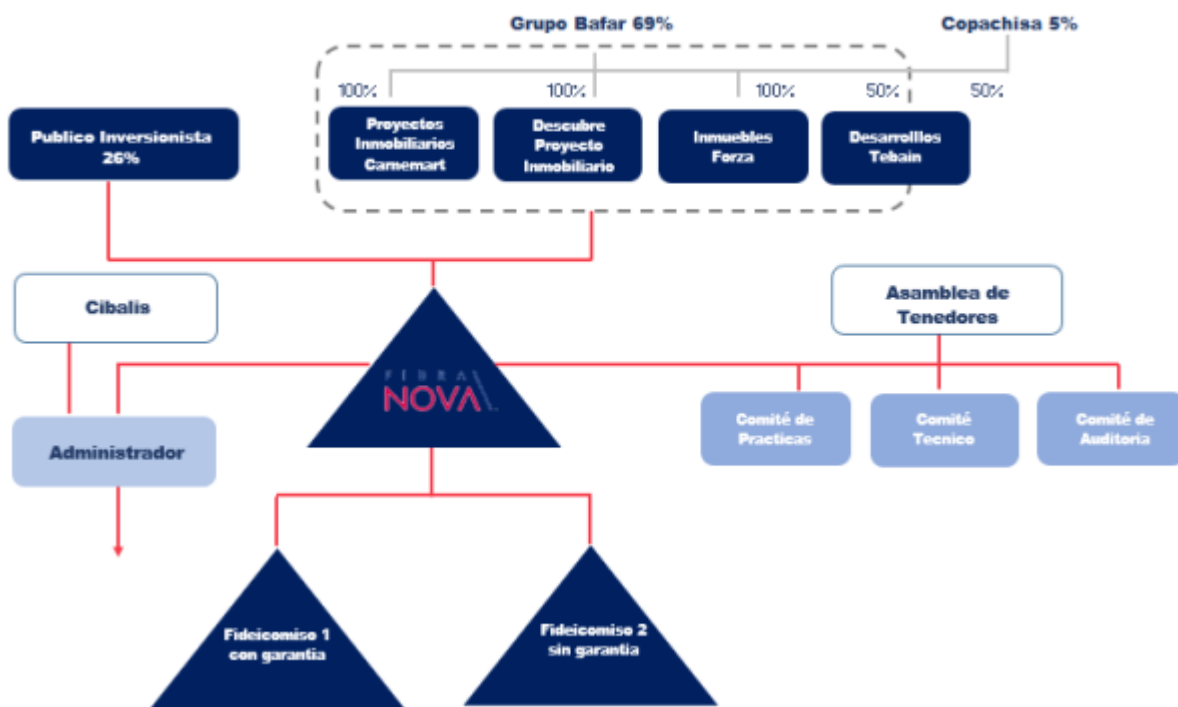 Grupo Bafar 69%
Copachisa 5%
100%
100%
100%
50%
50%
Publico Inversionista
26%
Proyectos
Inmobiliarios
Carnemart
Descubre
Proyecto
Inmobiliario
Inmuebles
Forza
Desarrolllos
Tebain
Cibalis
Asamblea de
Tenedores
FIBRA
NOVA
Administrador
Comité de
Practicas
Comité
Tecnico
Comité de
Auditoria
Fideicomiso 1
con garantia
Fideicomiso 2
sin garantia